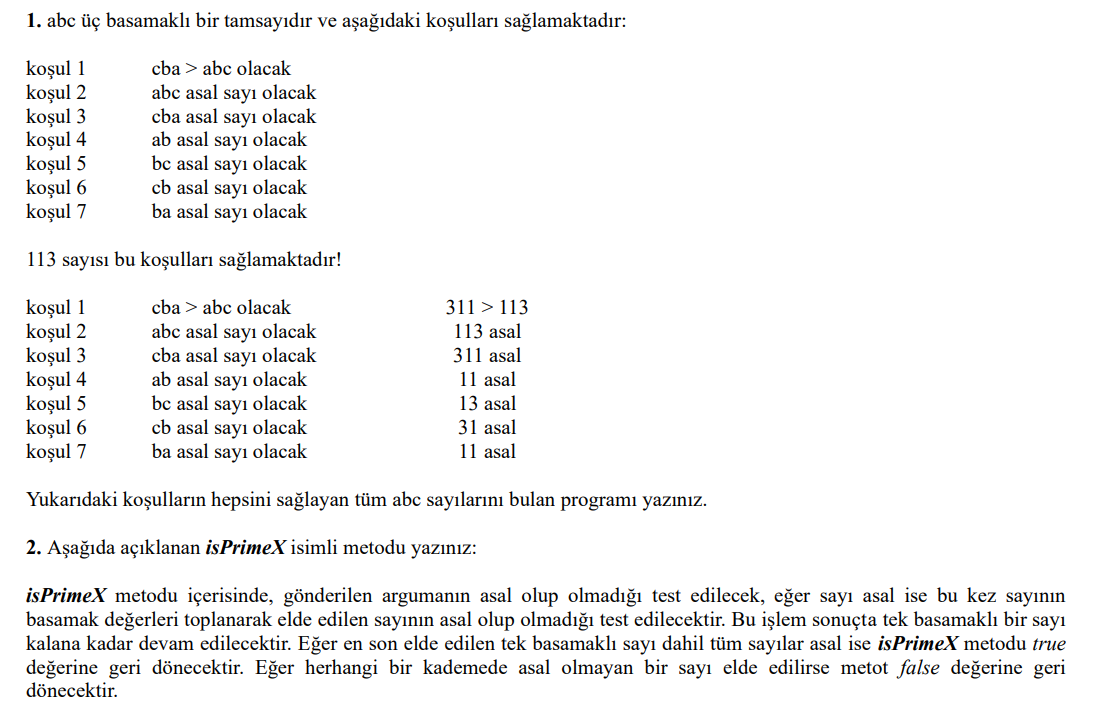 1. abc üç basamaklı bir tamsayıdır ve aşağıdaki koşulları sağlamaktadır:
koşul 1 cba > abc olacak
koşul 2 abc asal sayı olacak
koşul 3 cba asal sayı olacak
koşul 4 ab asal sayı olacak
koşul 5 bc asal sayı olacak
koşul 6 cb asal sayı olacak
koşul 7 ba asal sayı olacak
113 sayısı bu koşulları sağlamaktadır!
koşul 1 cba > abc olacak 311 > 113
koşul 2 abc asal sayı olacak 113 asal
koşul 3 cba asal sayı olacak 311 asal
koşul 4 ab asal sayı olacak 11 asal
koşul 5 bc asal sayı olacak 13 asal
koşul 6 cb asal sayı olacak 31 asal
koşul 7 ba asal sayı olacak 11 asal
Yukarıdaki koşulların hepsini sağlayan tüm abc sayılarını bulan programı yazınız.
2. Aşağıda açıklanan isPrimeX isimli metodu yazınız:
isPrimeX metodu içerisinde, gönderilen argumanın asal olup olmadığı test edilecek, eğer sayı asal ise bu kez sayının
basamak değerleri toplanarak elde edilen sayının asal olup olmadığı test edilecektir. Bu işlem sonuçta tek basamaklı bir sayı
kalana kadar devam edilecektir. Eğer en son elde edilen tek basamaklı sayı dahil tüm sayılar asal ise isPrimeX metodu true
değerine geri dönecektir. Eğer herhangi bir kademede asal olmayan bir sayı elde edilirse metot false değerine geri
dönecektir.